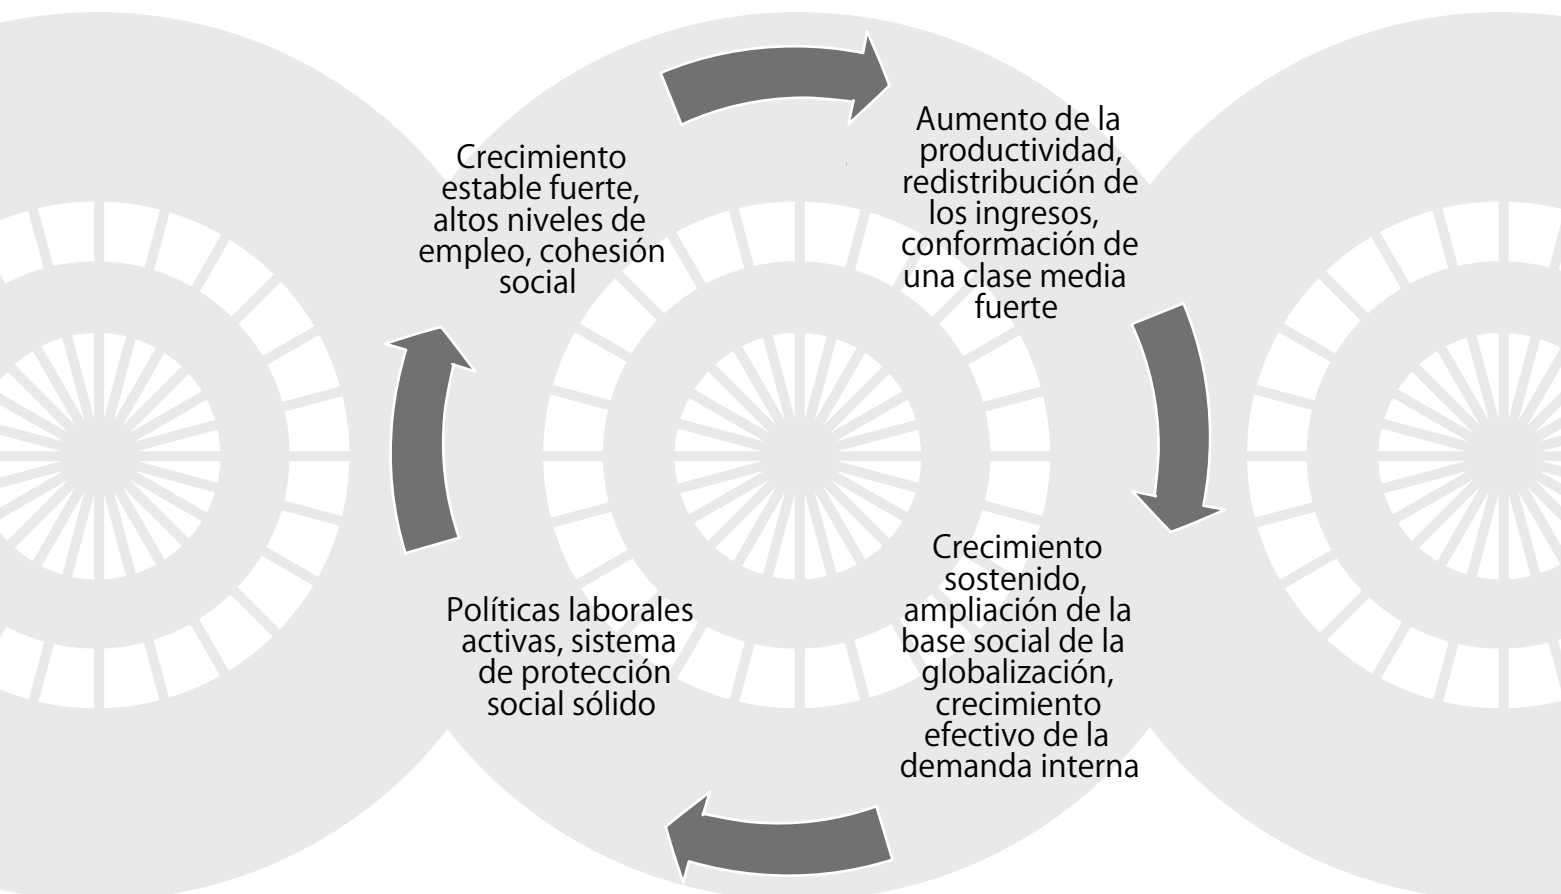 Crecimiento
estable fuerte,
altos niveles de
empleo, cohesión
social
Aumento de la
productividad,
redistribución de
los ingresos,
conformación de
una clase media
fuerte
Crecimiento
sostenido,
ampliación de la
base social de la
globalización,
crecimiento
efectivo de la
demanda interna
Políticas laborales
activas, sistema
de protección
social sólido